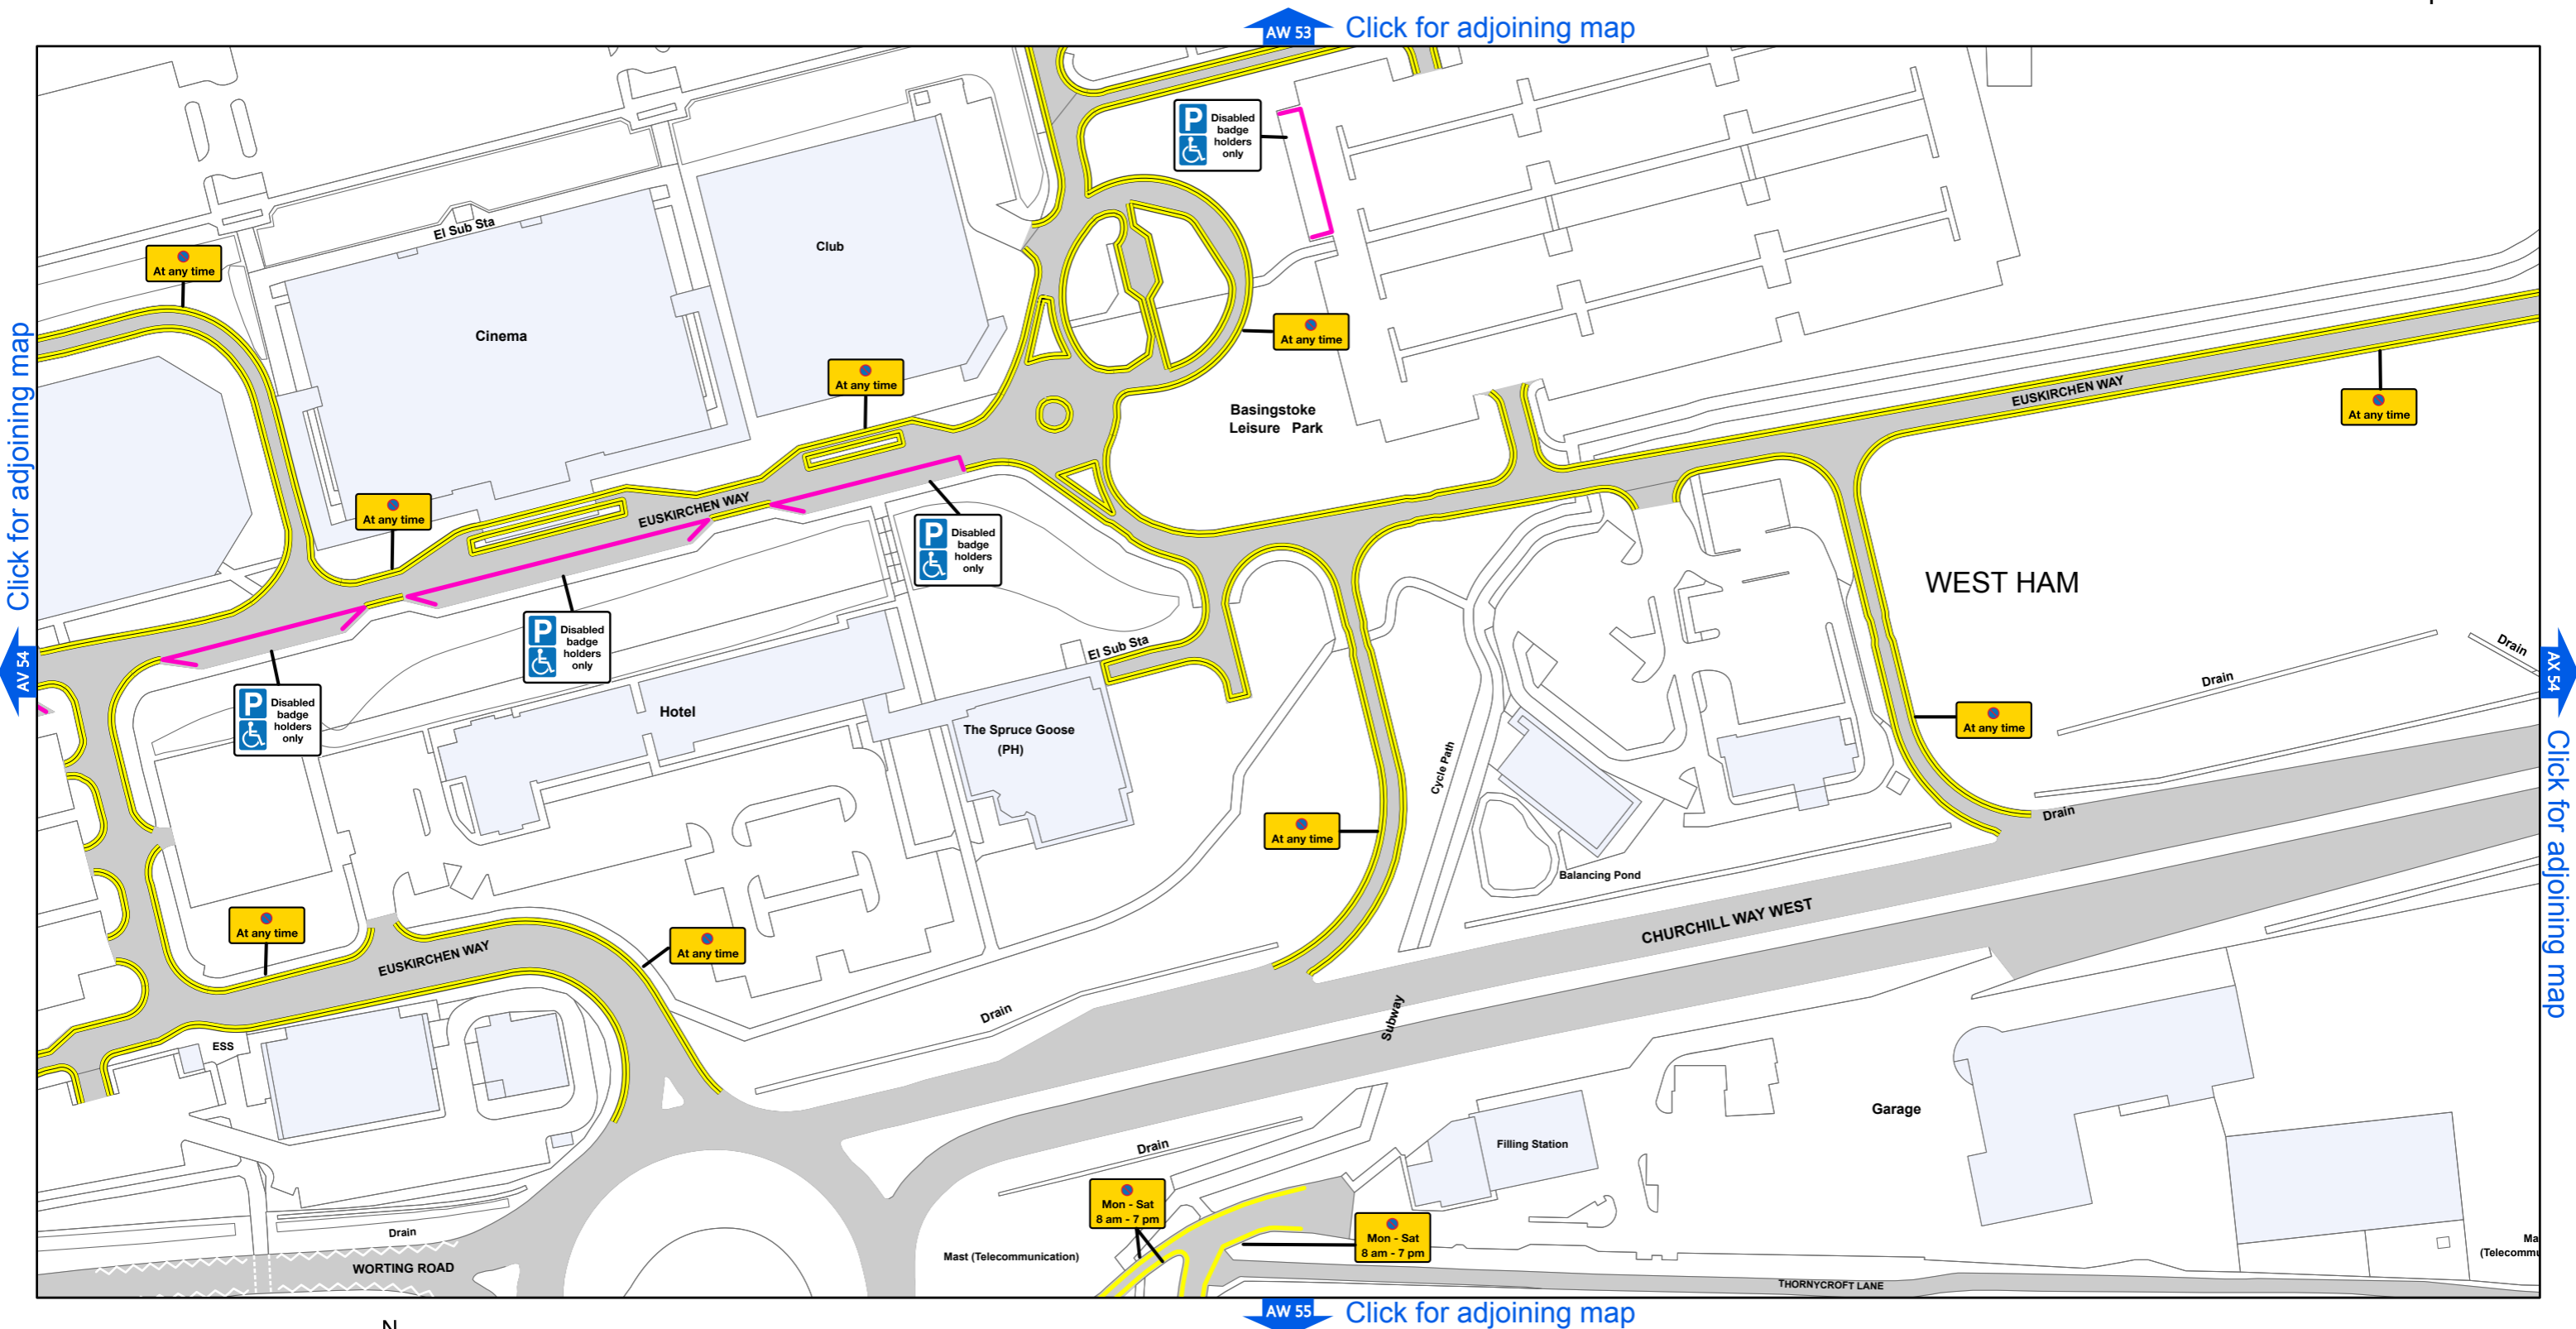 AW 53
Click for adjoining map
P
Disabled
badge
holders
only
El Sub Sta
Club
At any time
Cinema
At any time
At any time
EUSKIRCHEN WAY
At any time
Basingstoke
Leisure Park
Click for adjoining map
At any time
EUSKIRCHEN WAY
P
Disabled
badge
holders
only
WEST HAM
P
Disabled
badge
holders
only
AV 54
El Sub Sta
Drain
Drain
AX 54
P
Disabled
badge
holders
only
Hotel
The Spruce Goose
(PH)
At any time
Cycle Path
Click for adjoining map
At any time
Drain
Balancing Pond
At any time
CHURCHILL WAY WEST
At any time
EUSKIRCHEN WAY
Drain
Subway
ESS
Garage
Drain
Filling Station
Mon - Sat
8 am - 7 pm
Drain
Mon - Sat
8 am - 7 pm
Mast (Telecommunication)
Ma
(Telecommu
WORTING ROAD
THORNYCROFT LANE
AW 55
Click for adjoining map
N